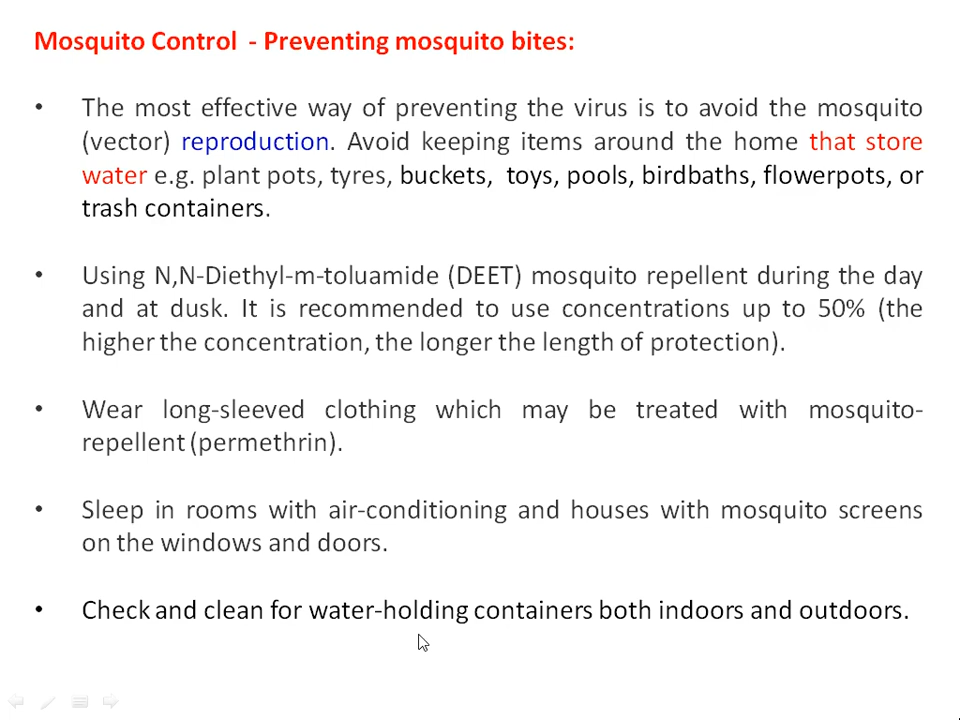 Mosquito Control - Preventing mosquito bites:
• The most effective way of preventing the virus is to avoid the mosquito
(vector) reproduction. Avoid keeping items around the home that store
water e.g. plant pots, tyres, buckets, toys, pools, birdbaths, flowerpots, or
trash containers.
• Using N,N-Diethyl-m-toluamide (DEET) mosquito repellent during the day
and at dusk. It is recommended to use concentrations up to 50% (the
higher the concentration, the longer the length of protection).
• Wear long-sleeved clothing which may be treated with mosquito-
repellent (permethrin).
• Sleep in rooms with air-conditioning and houses with mosquito screens
on the windows and doors.
• Check and clean for water-holding containers both indoors and outdoors.